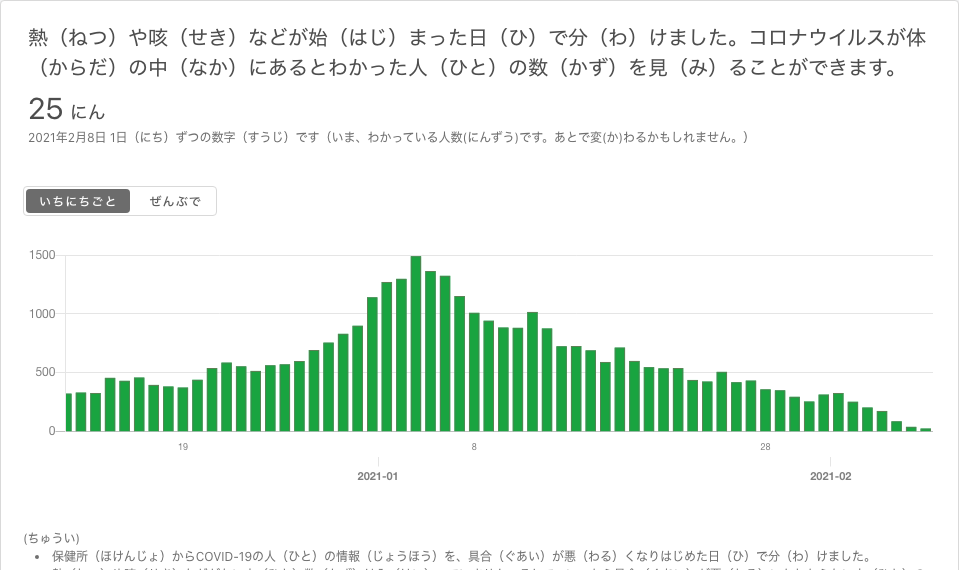 熱（ねつ）や咳（せき）などが始（はじ）まった日（ひ）で分（わ）けました。コロナウイルスが体
（からだ）の中（なか）にあるとわかった人（ひと）の数（かず）を見（み）ることができます。
25 にん
2021年2月8日 1日（にち）ずつの数字（すうじ）です（いま、わかっている人数(にんずう)です。あとで変(か)わるかもしれません。）
いちにちごと ぜんぶで
1500
1000
500
0
19 8 28
2021-01 2021-02
(ちゅうい)
• 保健所（ほけんじょ）からCOVID-19の人（ひと）の情報（じょうほう）を、具合（ぐあい）が悪（わる）くなりはじめた日（ひ）で分（わ）けました。